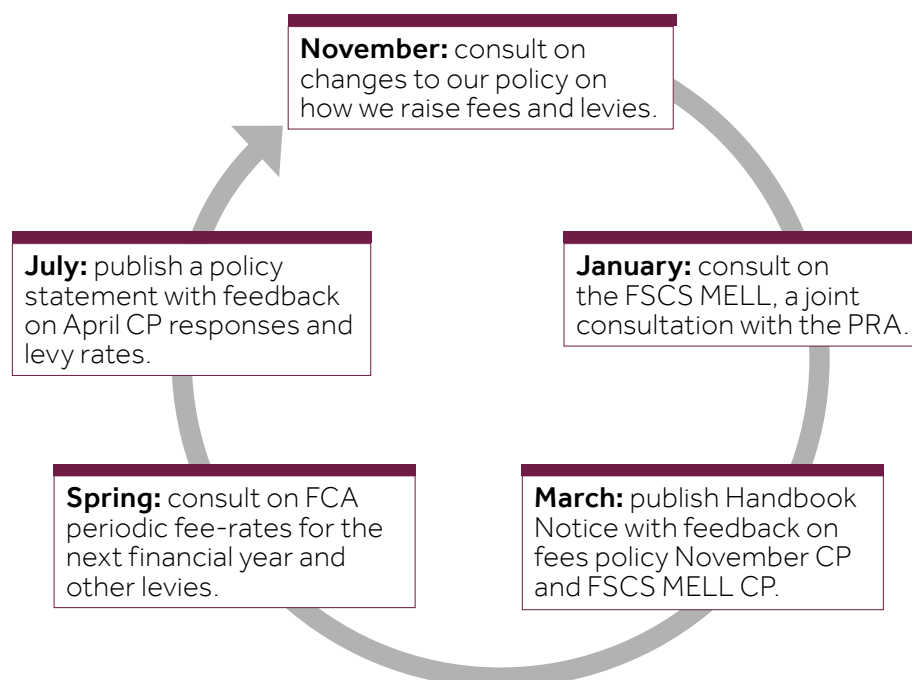 November: consult on
changes to our policy on
how we raise fees and levies.
January: consult on
the FSCS MELL, a joint
consultation with the PRA.
March: publish Handbook
Notice with feedback on
fees policy November CP
and FSCS MELL CP.
Spring: consult on FCA
periodic fee-rates for the
next financial year and
other levies.
July: publish a policy
statement with feedback
on April CP responses and
levy rates.